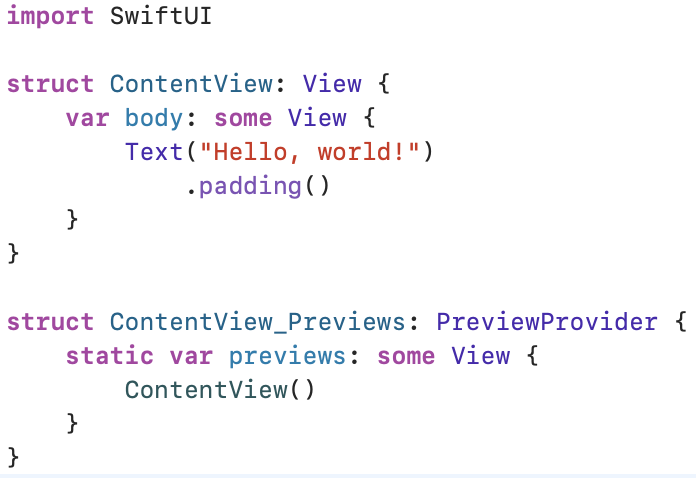 import SwiftUI

struct ContentView: View {
    var body: some View {
        Text("Hello, world!")
            .padding()
    }
}

struct ContentView_Previews: PreviewProvider {
    static var previews: some View {
        ContentView()
    }
}